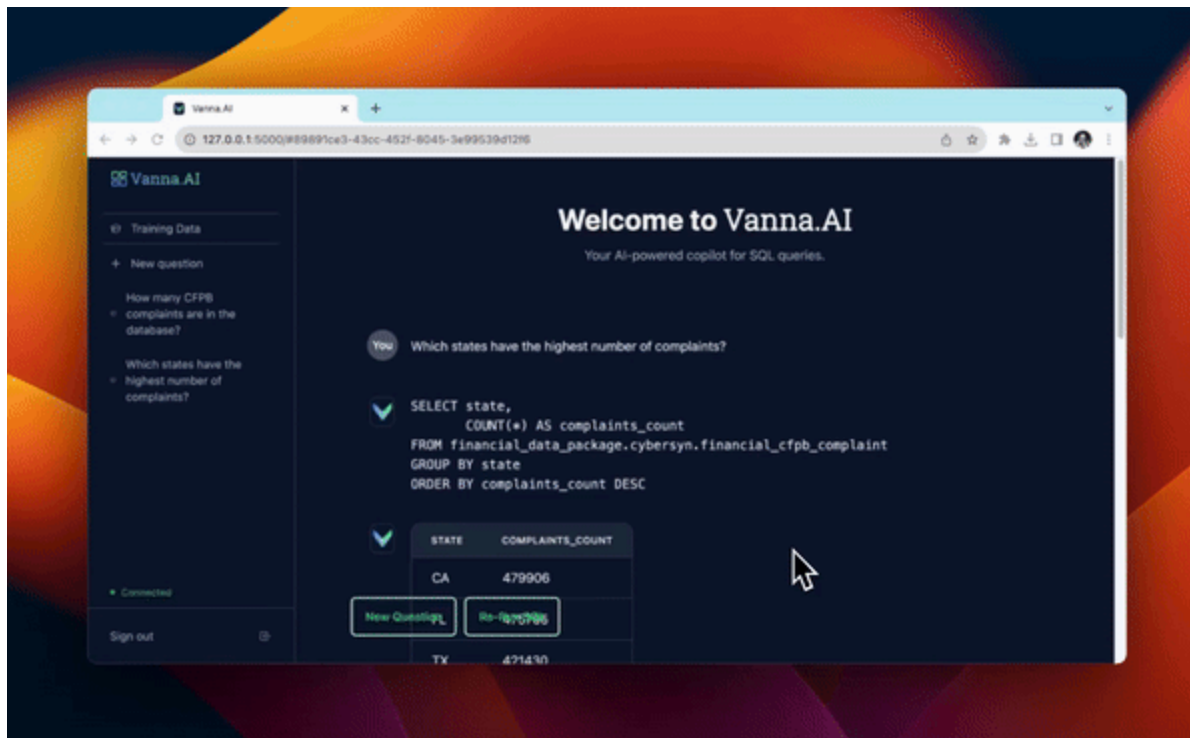 Vanna.AI
127.0.0.1:5000/#89891ce3-43cc-452f-8045-3e99539d12f6
Vanna.AI
Training Data
New question
How many CFPB
complaints are in the
database?
Which states have the
highest number of
complaints?
Connected
Sign out
Welcome to Vanna.AI
Your AI-powered copilot for SQL queries.
You
Which states have the highest number of complaints?
SELECT state,
COUNT(*) AS complaints_count
FROM financial_data_package.cybersyn.financial_cfpb_complaint
GROUP BY state
ORDER BY complaints_count DESC
STATE COMPLAINTS_COUNT
CA 479906
New Question
FL
TX 421430